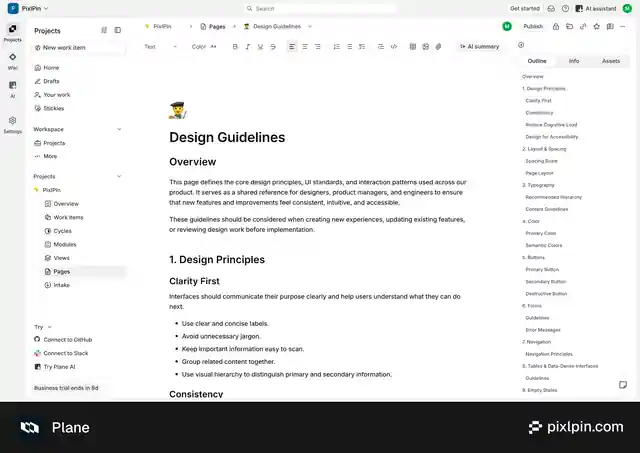 P PixlPin
Search
Get started
AI assistant
M
Projects
Wiki
AI
Settings
Projects
New work item
Home
Drafts
Your work
Stickies
Workspace
Projects
More
Projects
PixlPin
Overview
Work items
Cycles
Modules
Views
Pages
Intake
Try
Connect to GitHub
Connect to Slack
Try Plane AI
Business trial ends in 8d
PixlPin > Pages > Design Guidelines
M Publish
Text Color Aa B I U S
AI summary
Design Guidelines
Overview
This page defines the core design principles, UI standards, and interaction patterns used across our
product. It serves as a shared reference for designers, product managers, and engineers to ensure
that new features and improvements feel consistent, intuitive, and accessible.
These guidelines should be considered when creating new experiences, updating existing features,
or reviewing design work before implementation.
1. Design Principles
Clarity First
Interfaces should communicate their purpose clearly and help users understand what they can do
next.
• Use clear and concise labels.
• Avoid unnecessary jargon.
• Keep important information easy to scan.
• Group related content together.
• Use visual hierarchy to distinguish primary and secondary information.
Consistency
Outline Info Assets
Overview
1. Design Principles
Clarity First
Consistency
Reduce Cognitive Load
Design for Accessibility
2. Layout & Spacing
Spacing Scale
Page Layout
3. Typography
Recommended Hierarchy
Content Guidelines
4. Color
Primary Color
Semantic Colors
5. Buttons
Primary Button
Secondary Button
Destructive Button
6. Forms
Guidelines
Error Messages
7. Navigation
Navigation Principles
8. Tables & Data-Dense Interfaces
Guidelines
9. Empty States
Plane
pixlpin.com